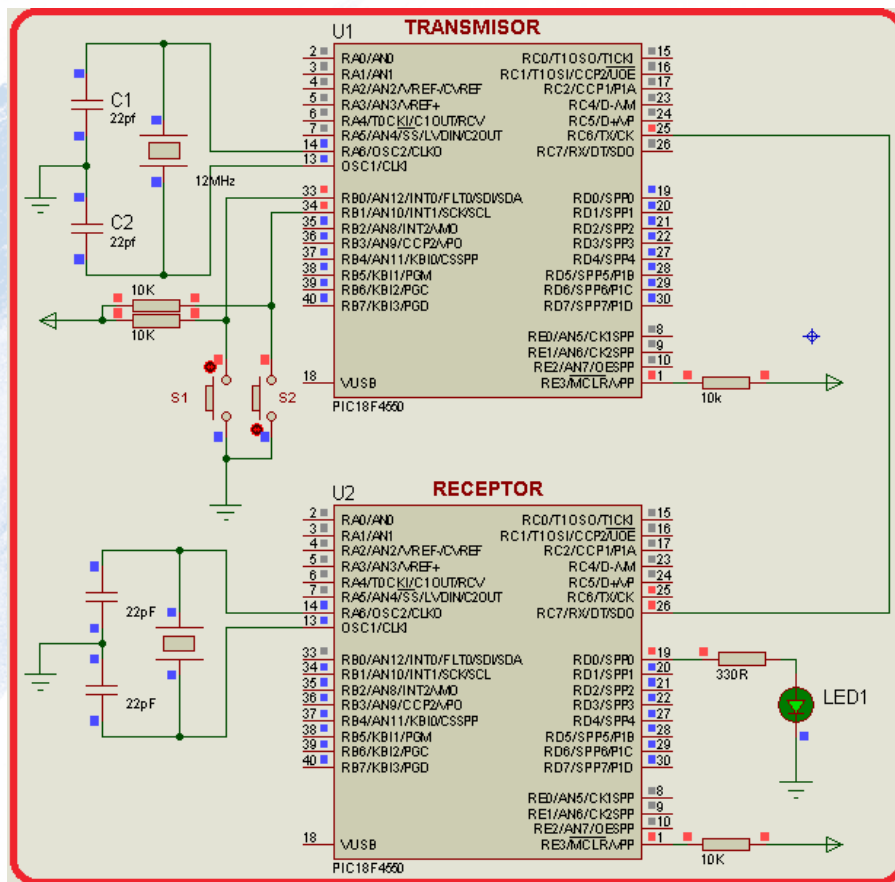 TRANSMISOR
U1
C1
22pf
12MHz
C2
22pf
10K
10K
S1
S2
2 RA0/AN0
3 RA1/AN1
4 RA2/AN2/VREF-/CVREF
5 RA3/AN3/VREF+
6 RA4/T0CKI/C1OUT/RCV
7 RA5/AN4/SS/LVDIN/C2OUT
14 RA6/OSC2/CLKO
13 OSC1/CLKI
33 RB0/AN12/INT0/FLT0/SDI/SDA
34 RB1/AN10/INT1/SCK/SCL
35 RB2/AN8/INT2/VMO
36 RB3/AN9/CCP2/VPO
37 RB4/AN11/KBI0/CSSPP
38 RB5/KBI1/PGM
39 RB6/KBI2/PGC
40 RB7/KBI3/PGD
18 VUSB
RC0/T1OSO/T1CKI 15
RC1/T1OSI/CCP2/UOE 16
RC2/CCP1/P1A 17
RC4/D-/VM 23
RC5/D+/VP 24
RC6/TX/CK 25
RC7/RX/DT/SDO 26
RD0/SPP0 19
RD1/SPP1 20
RD2/SPP2 21
RD3/SPP3 22
RD4/SPP4 27
RD5/SPP5/P1B 28
RD6/SPP6/P1C 29
RD7/SPP7/P1D 30
RE0/AN5/CK1SPP 8
RE1/AN6/CK2SPP 9
RE2/AN7/OESPP 10
RE3/MCLR/VPP 1
10k
PIC18F4550
RECEPTOR
U2
22pF
22pF
2 RA0/AN0
3 RA1/AN1
4 RA2/AN2/VREF-/CVREF
5 RA3/AN3/VREF+
6 RA4/T0CKI/C1OUT/RCV
7 RA5/AN4/SS/LVDIN/C2OUT
14 RA6/OSC2/CLKO
13 OSC1/CLKI
33 RB0/AN12/INT0/FLT0/SDI/SDA
34 RB1/AN10/INT1/SCK/SCL
35 RB2/AN8/INT2/VMO
36 RB3/AN9/CCP2/VPO
37 RB4/AN11/KBI0/CSSPP
38 RB5/KBI1/PGM
39 RB6/KBI2/PGC
40 RB7/KBI3/PGD
18 VUSB
RC0/T1OSO/T1CKI 15
RC1/T1OSI/CCP2/UOE 16
RC2/CCP1/P1A 17
RC4/D-/VM 23
RC5/D+/VP 24
RC6/TX/CK 25
RC7/RX/DT/SDO 26
RD0/SPP0 19
RD1/SPP1 20
RD2/SPP2 21
RD3/SPP3 22
RD4/SPP4 27
RD5/SPP5/P1B 28
RD6/SPP6/P1C 29
RD7/SPP7/P1D 30
RE0/AN5/CK1SPP 8
RE1/AN6/CK2SPP 9
RE2/AN7/OESPP 10
RE3/MCLR/VPP 1
330R
LED1
10K
PIC18F4550